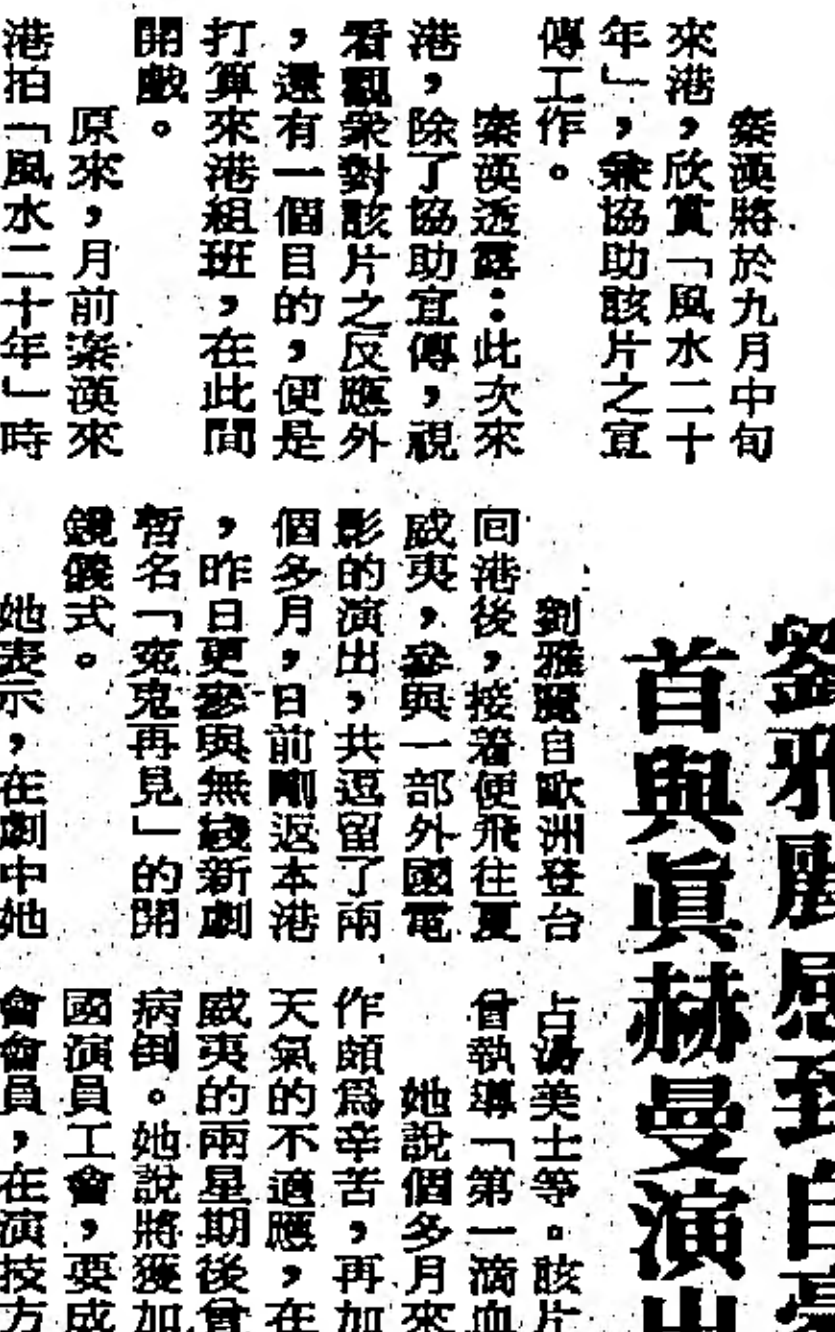 秦漢將於九月中旬
來港，欣賞「風水二十
年」，兼協助該片之宣
傳工作。
秦漢透露：此次來
港，除了協助宣傳，視
看觀衆對該片之反應外
，還有一個目的，便是
打算來港組班，在此間
開戲。
原來，月前秦漢來
港拍「風水二十年」時
劉雅麗感到自豪
首與眞赫曼演出
劉雅麗自歐洲登台
回港後，接着便飛往夏
威夷，參與一部外國電
影的演出，共逗留了兩
個多月，日前剛返本港
，昨日更參與無綫新劇
暫名「寃鬼再見」的開
鏡儀式。
她表示，在劇中她
占湯美士等。該片
曾執導「第一滴血
她說個多月來
作頗爲辛苦，再加
天氣的不適應，在
威夷的兩星期後曾
病倒。她說將獲加
國演員工會，要成
會會員，在演技方